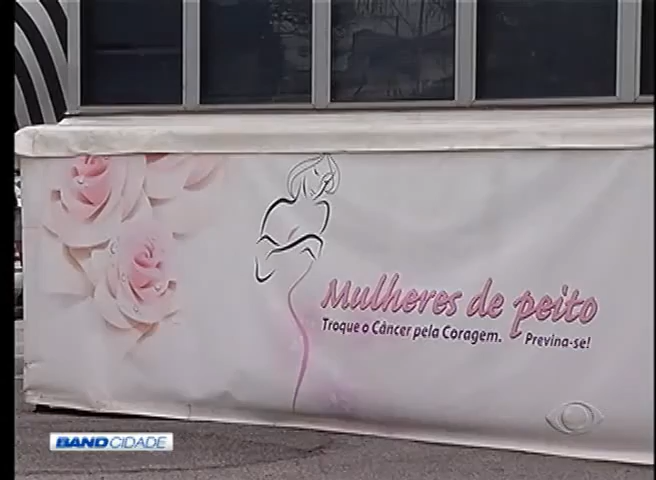 Mulheres de peito
Troque o Câncer pela Coragem. Previna-se!
BAND CIDADE